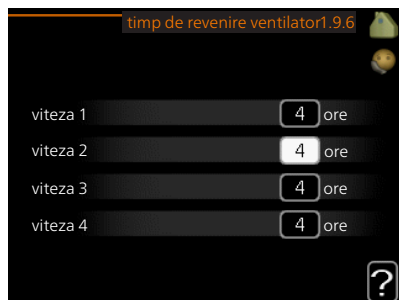 timp de revenire ventilator1.9.6
viteza 1 4 ore
viteza 2 4 ore
viteza 3 4 ore
viteza 4 4 ore
?